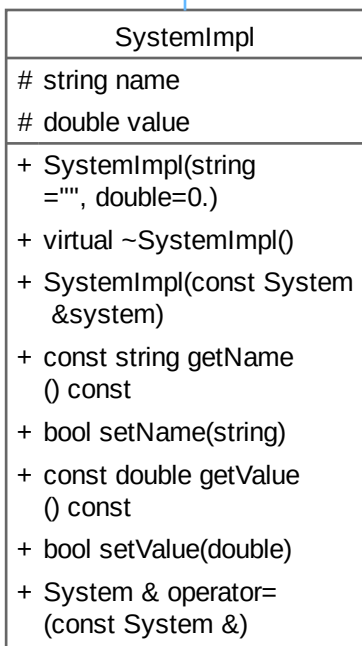 SystemImpl
# string name
# double value
+ SystemImpl(string
="", double=0.)
+ virtual ~SystemImpl()
+ SystemImpl(const System
&system)
+ const string getName
() const
+ bool setName(string)
+ const double getValue
() const
+ bool setValue(double)
+ System & operator=
(const System &)